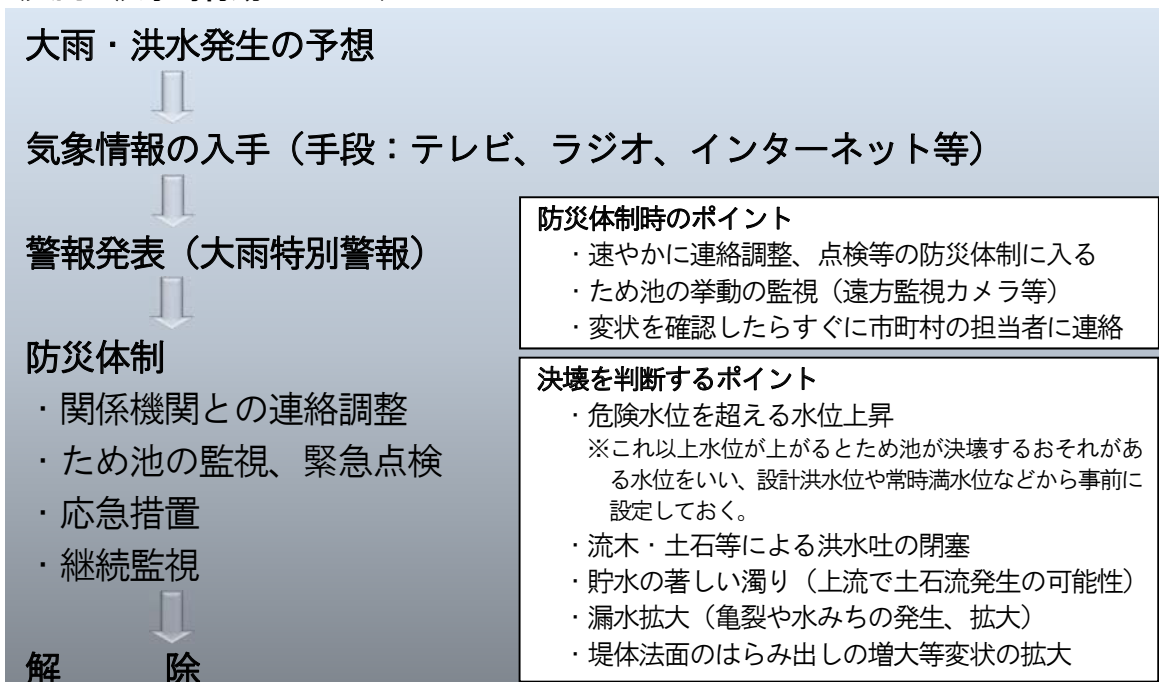 大雨・洪水発生の予想
気象情報の入手（手段：テレビ、ラジオ、インターネット等）
警報発表（大雨特別警報）
防災体制
・関係機関との連絡調整
・ため池の監視、緊急点検
・応急措置
・継続監視
解　　除
防災体制時のポイント
・速やかに連絡調整、点検等の防災体制に入る
・ため池の挙動の監視（遠方監視カメラ等）
・変状を確認したらすぐに市町村の担当者に連絡
決壊を判断するポイント
・危険水位を超える水位上昇
※これ以上水位が上がるとため池が決壊するおそれがあ
る水位をいい、設計洪水位や常時満水位などから事前に
設定しておく。
・流木・土石等による洪水吐の閉塞
・貯水の著しい濁り（上流で土石流発生の可能性）
・漏水拡大（亀裂や水みちの発生、拡大）
・堤体法面のはらみ出しの増大等変状の拡大